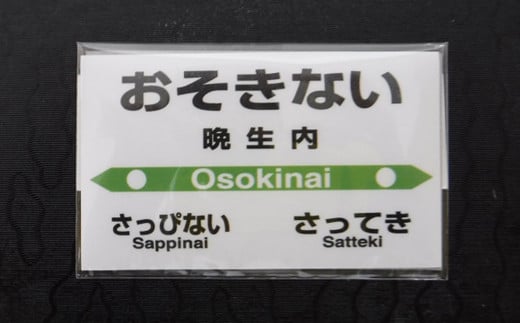 おそきない
晩生内
Osokinai
さっぴない
Sappinai
さってき
Satteki